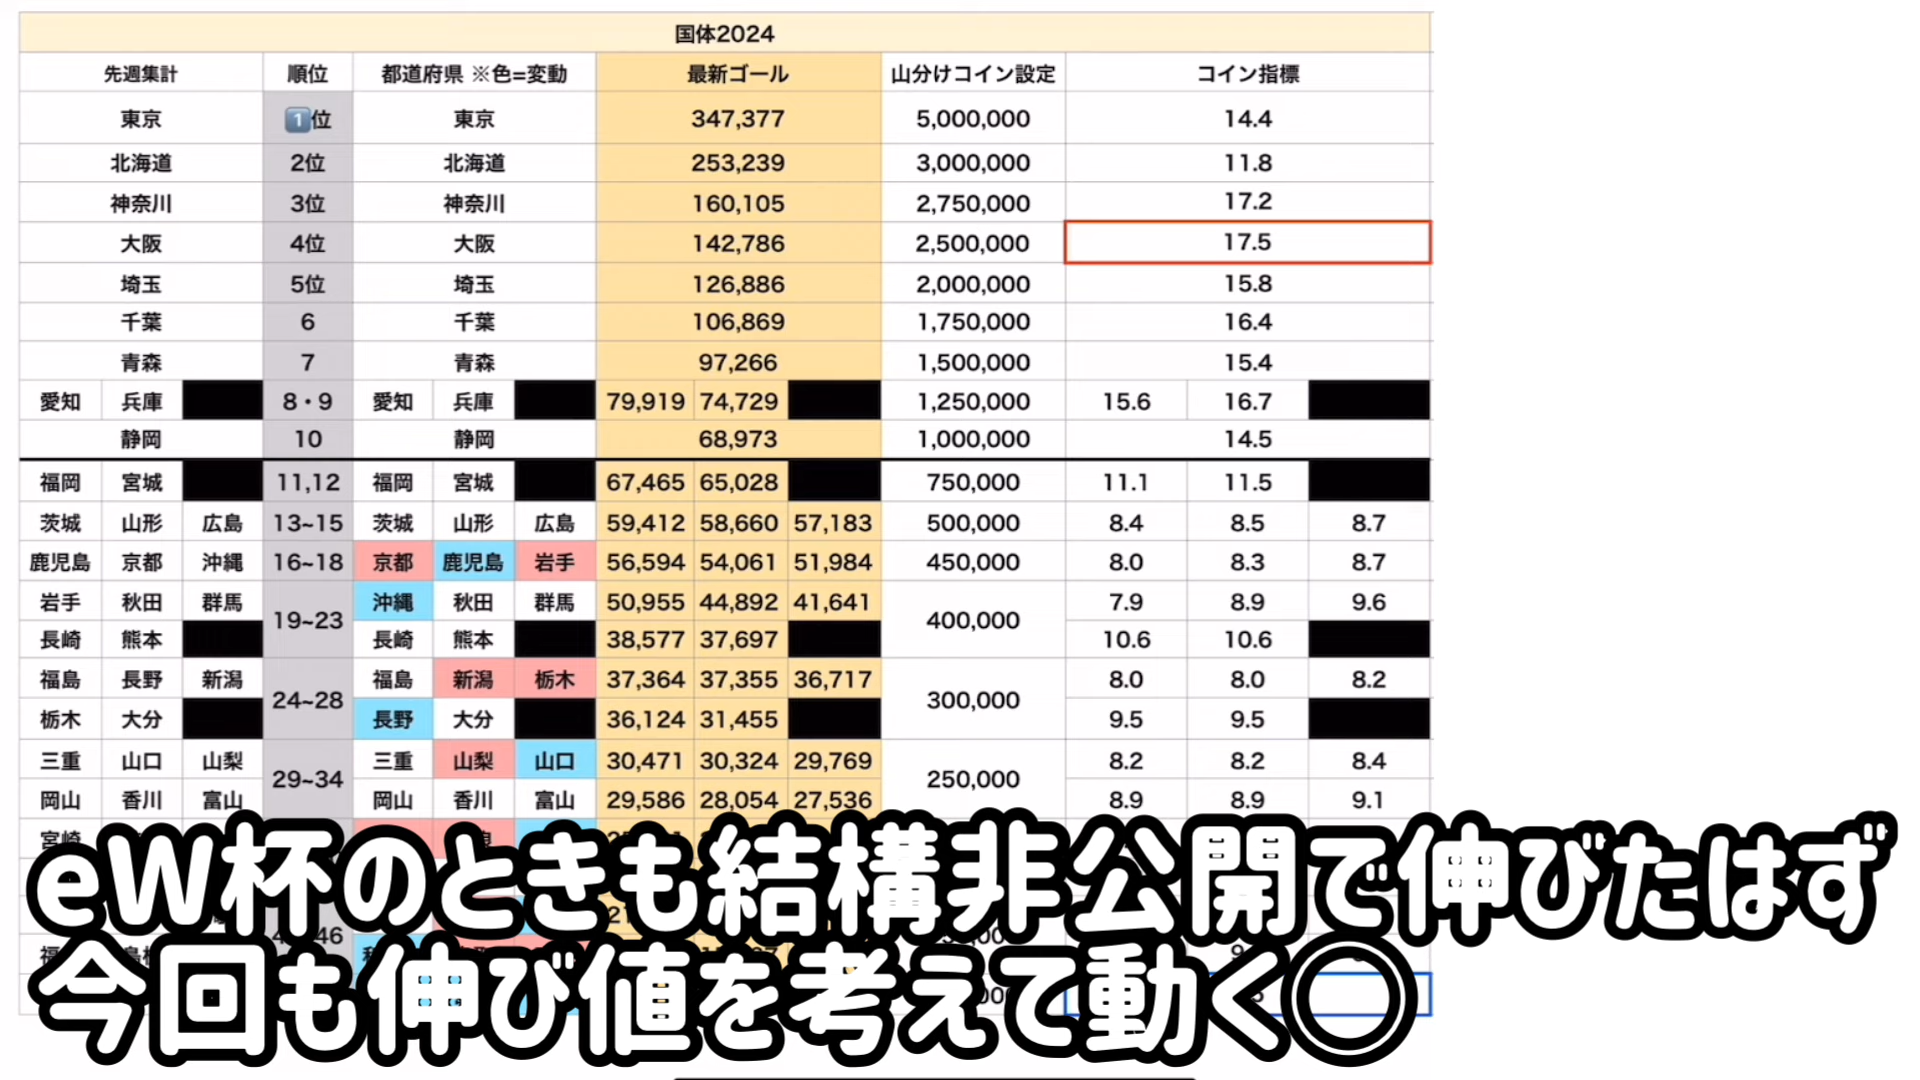 国体2024
先週集計 順位 都道府県 ※色=変動 最新ゴール 山分けコイン設定 コイン指標
東京 1位 東京 347,377 5,000,000 14.4
北海道 2位 北海道 253,239 3,000,000 11.8
神奈川 3位 神奈川 160,105 2,750,000 17.2
大阪 4位 大阪 142,786 2,500,000 17.5
埼玉 5位 埼玉 126,886 2,000,000 15.8
千葉 6 千葉 106,869 1,750,000 16.4
青森 7 青森 97,266 1,500,000 15.4
愛知 兵庫 8・9 愛知 兵庫 79,919 74,729 1,250,000 15.6 16.7
静岡 10 静岡 68,973 1,000,000 14.5
福岡 宮城 11,12 福岡 宮城 67,465 65,028 750,000 11.1 11.5
茨城 山形 広島 13~15 茨城 山形 広島 59,412 58,660 57,183 500,000 8.4 8.5 8.7
鹿児島 京都 沖縄 16~18 京都 鹿児島 岩手 56,594 54,061 51,984 450,000 8.0 8.3 8.7
岩手 秋田 群馬 19~23 沖縄 秋田 群馬 50,955 44,892 41,641 400,000 7.9 8.9 9.6
長崎 熊本 長崎 熊本 38,577 37,697 10.6 10.6
福島 長野 新潟 24~28 福島 新潟 栃木 37,364 37,355 36,717 300,000 8.0 8.0 8.2
栃木 大分 長野 大分 36,124 31,455 9.5 9.5
三重 山口 山梨 29~34 三重 山梨 山口 30,471 30,324 29,769 250,000 8.2 8.2 8.4
岡山 香川 富山 岡山 香川 富山 29,586 28,054 27,536 8.9 8.9 9.1
宮崎
eW杯のときも結構非公開で伸びたはず
今回も伸び値を考えて動く◯